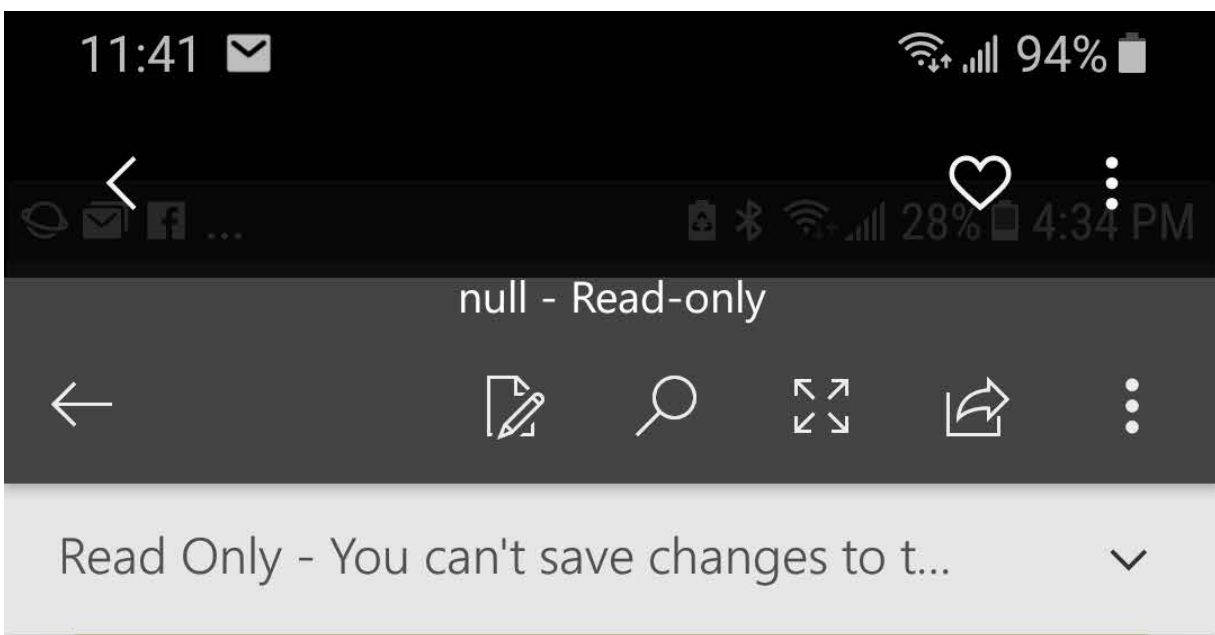 11:41 94%
... 28% 4:34 PM
null - Read-only
Read Only - You can't save changes to t...